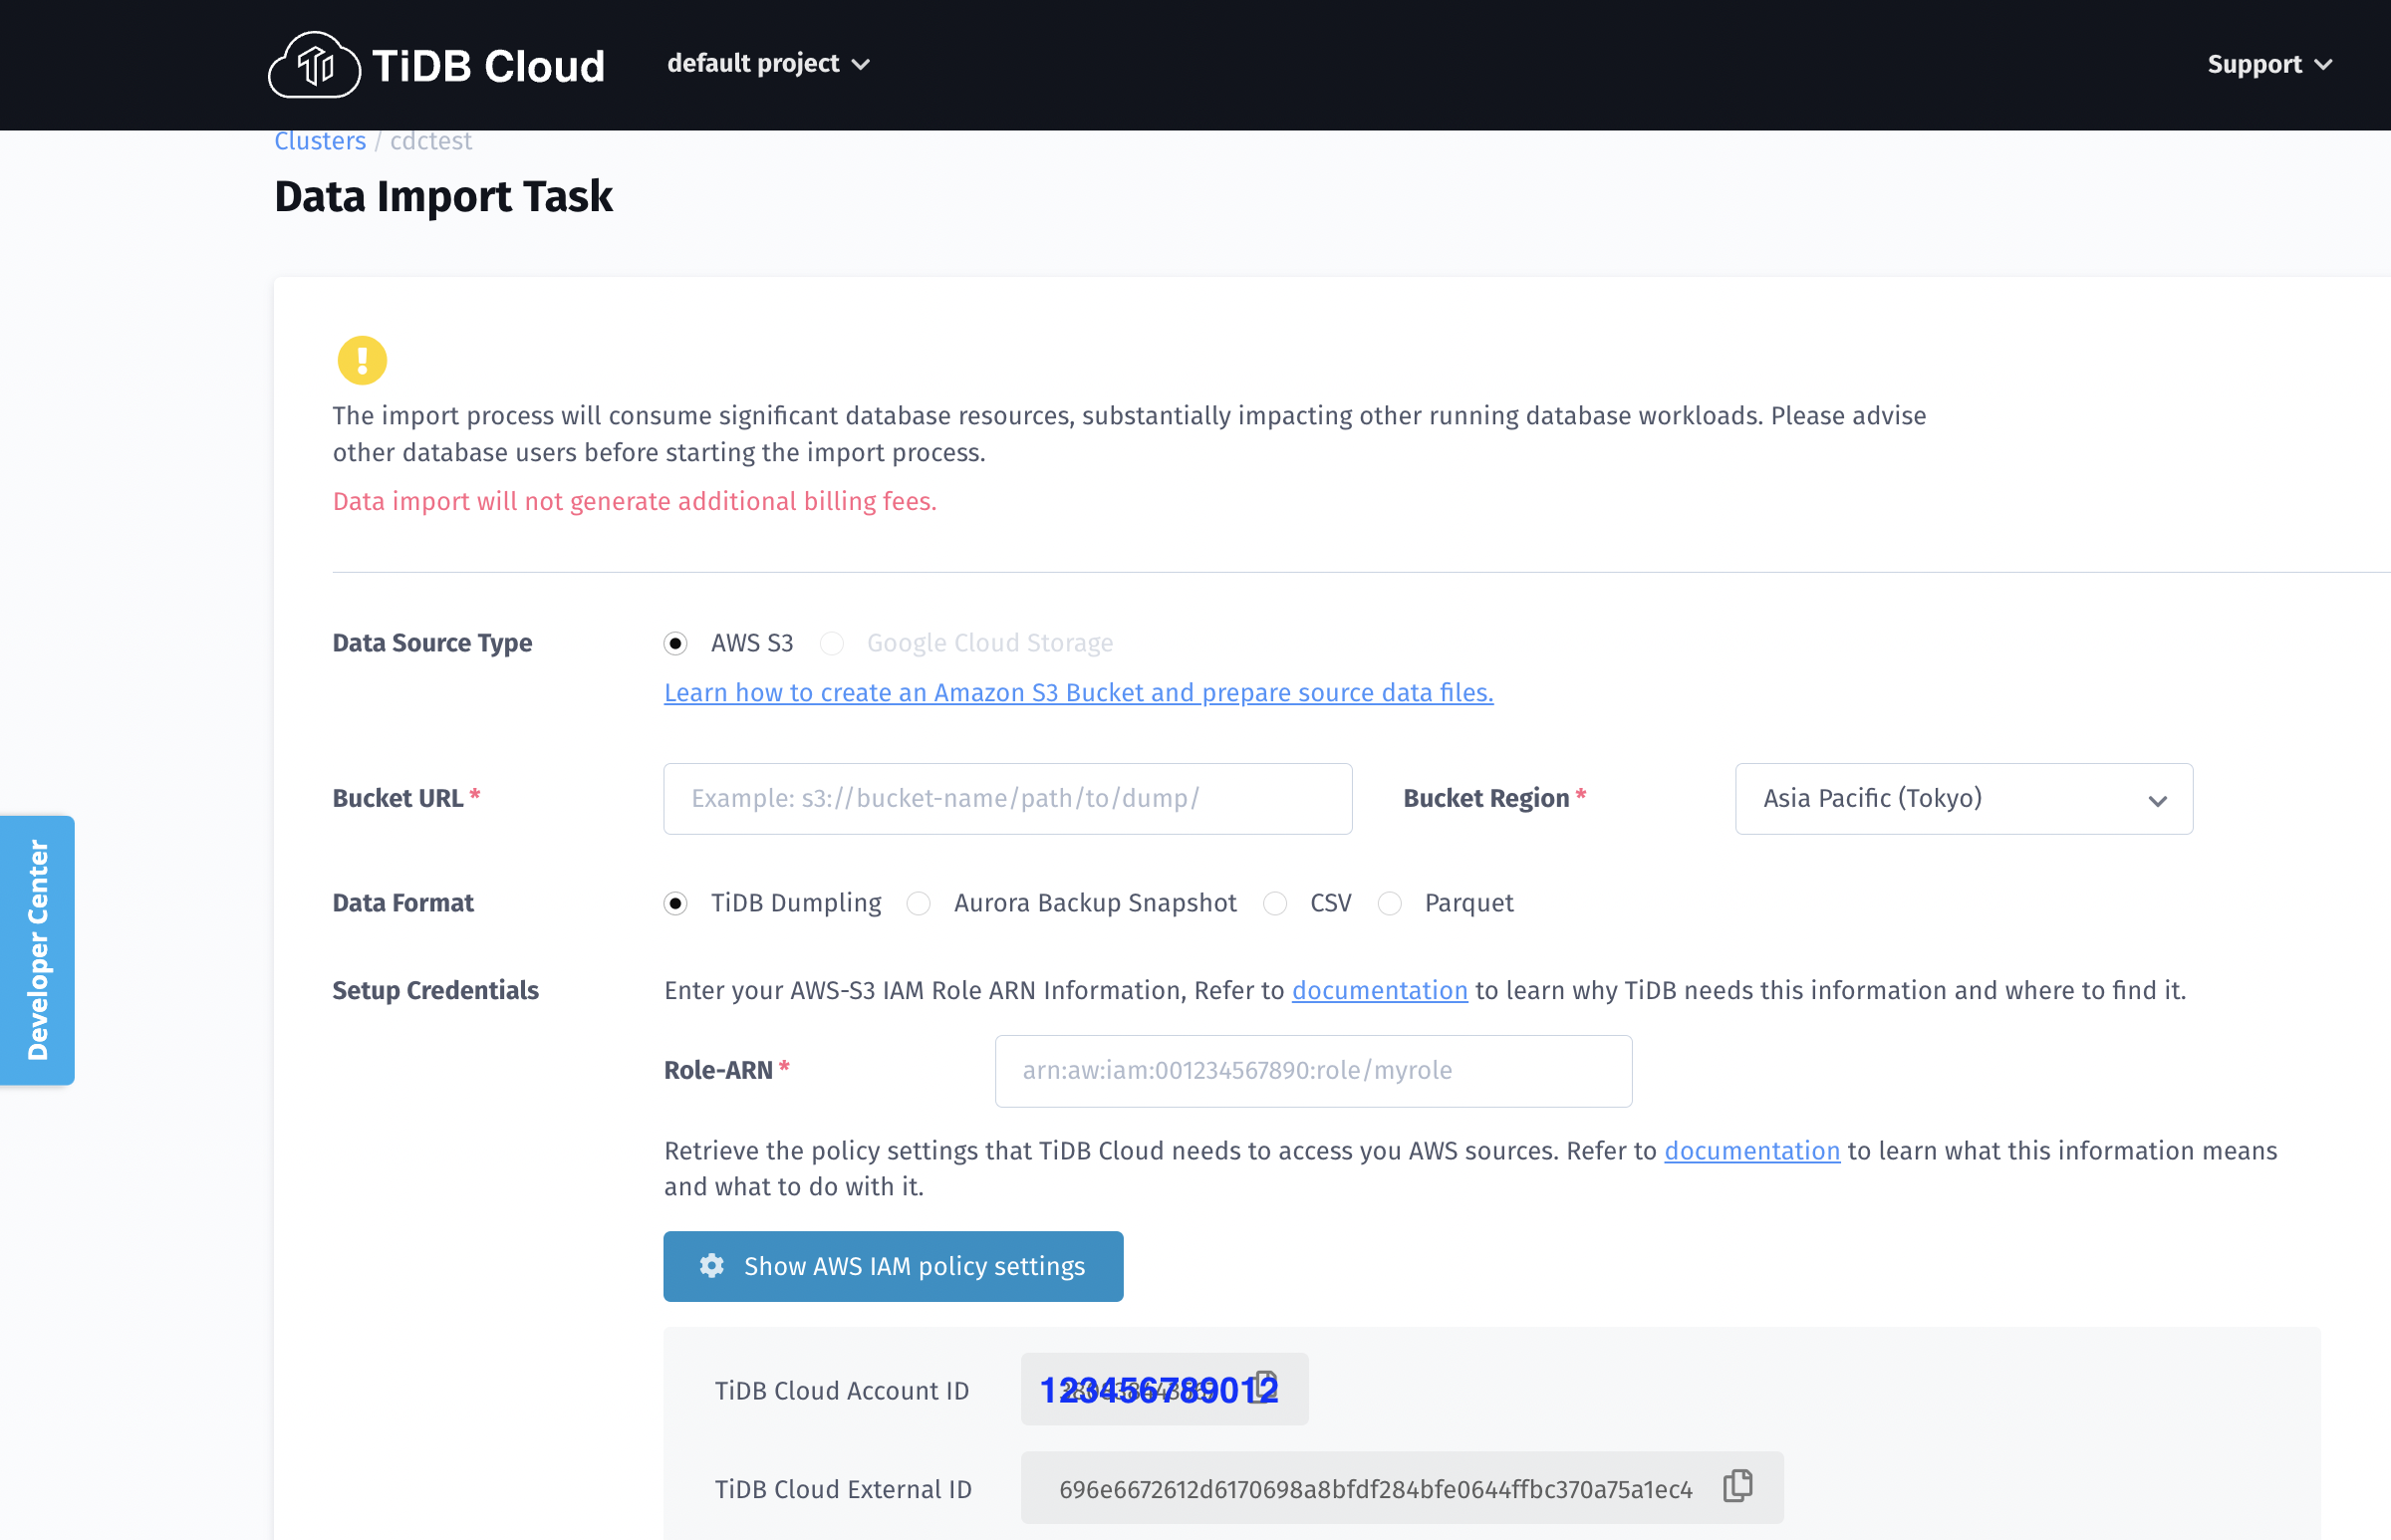 TiDB Cloud
default project
Support
Clusters / cdctest
Data Import Task
The import process will consume significant database resources, substantially impacting other running database workloads. Please advise
other database users before starting the import process.
Data import will not generate additional billing fees.
Data Source Type
AWS S3
Google Cloud Storage
Learn how to create an Amazon S3 Bucket and prepare source data files.
Bucket URL *
Example: s3://bucket-name/path/to/dump/
Bucket Region *
Asia Pacific (Tokyo)
Data Format
TiDB Dumpling
Aurora Backup Snapshot
CSV
Parquet
Developer Center
Setup Credentials
Enter your AWS-S3 IAM Role ARN Information, Refer to documentation to learn why TiDB needs this information and where to find it.
Role-ARN *
arn:aw:iam:001234567890:role/myrole
Retrieve the policy settings that TiDB Cloud needs to access you AWS sources. Refer to documentation to learn what this information means
and what to do with it.
Show AWS IAM policy settings
TiDB Cloud Account ID
123456789012
TiDB Cloud External ID
696e6672612d6170698a8bfdf284bfe0644ffbc370a75a1ec4